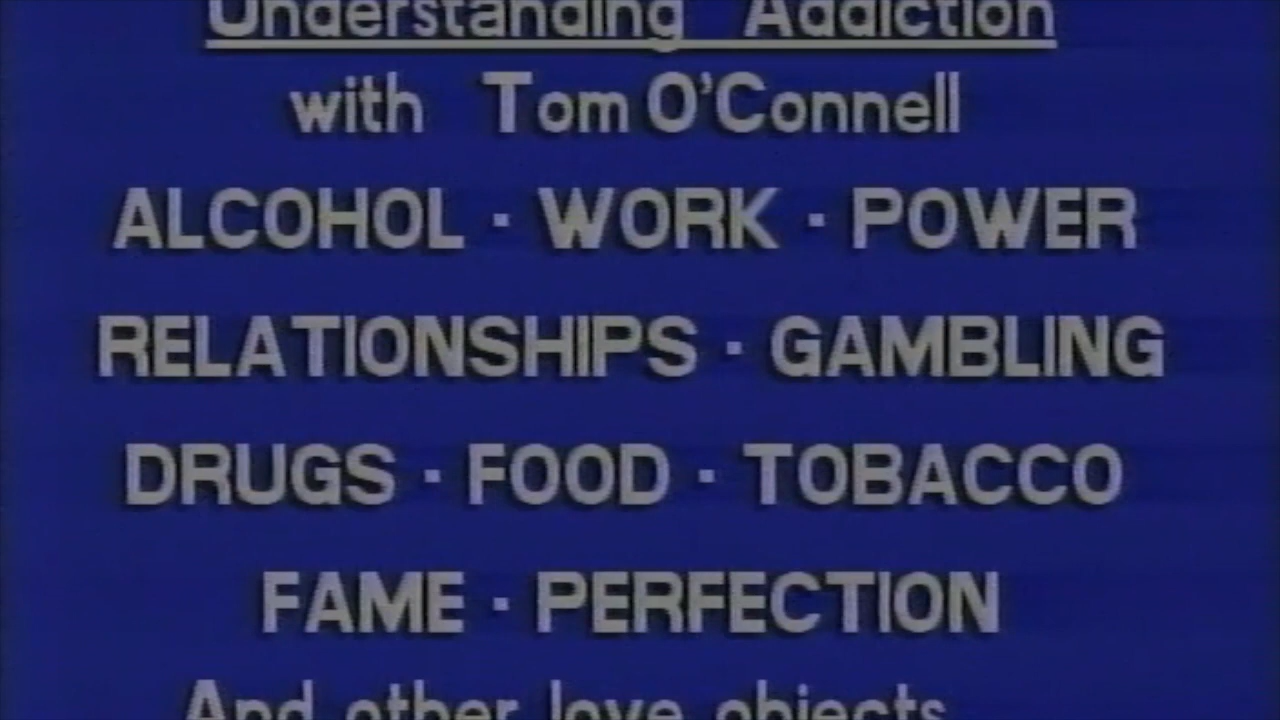 Understanding Addiction
with Tom O'Connell
ALCOHOL · WORK · POWER
RELATIONSHIPS · GAMBLING
DRUGS · FOOD · TOBACCO
FAME · PERFECTION
And other love objects